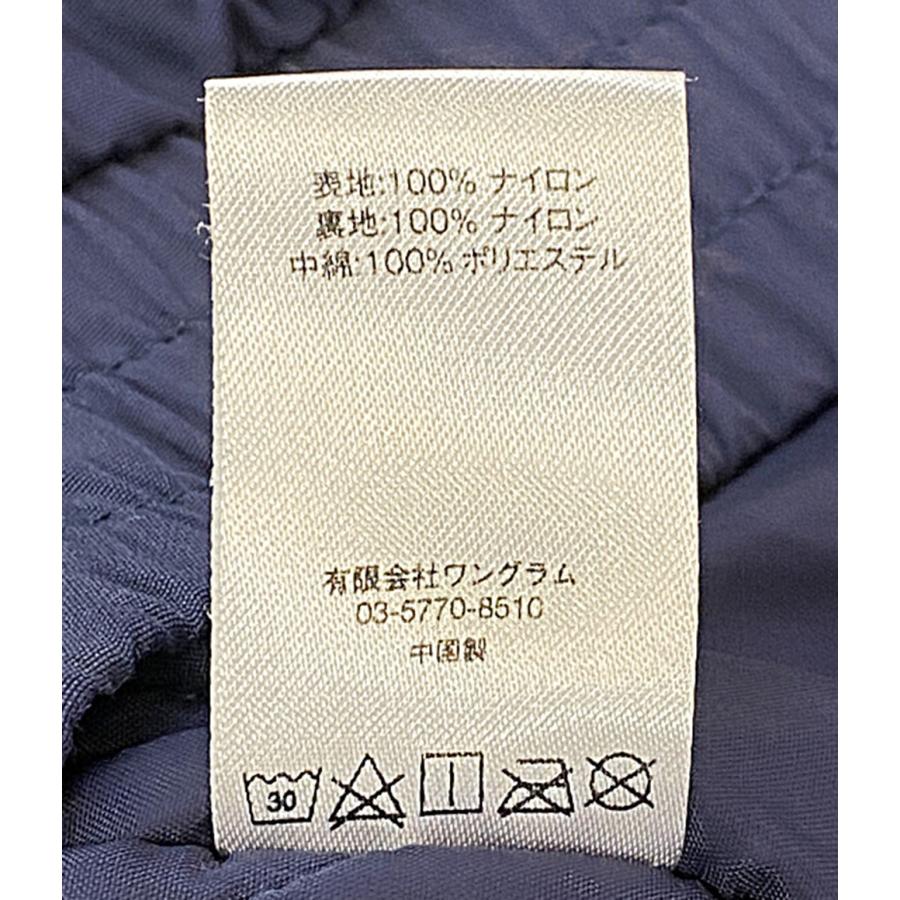 表地:100% ナイロン
裏地:100% ナイロン
中綿:100% ポリエステル
有限会社ワングラム
03-5770-8510
中国製
30